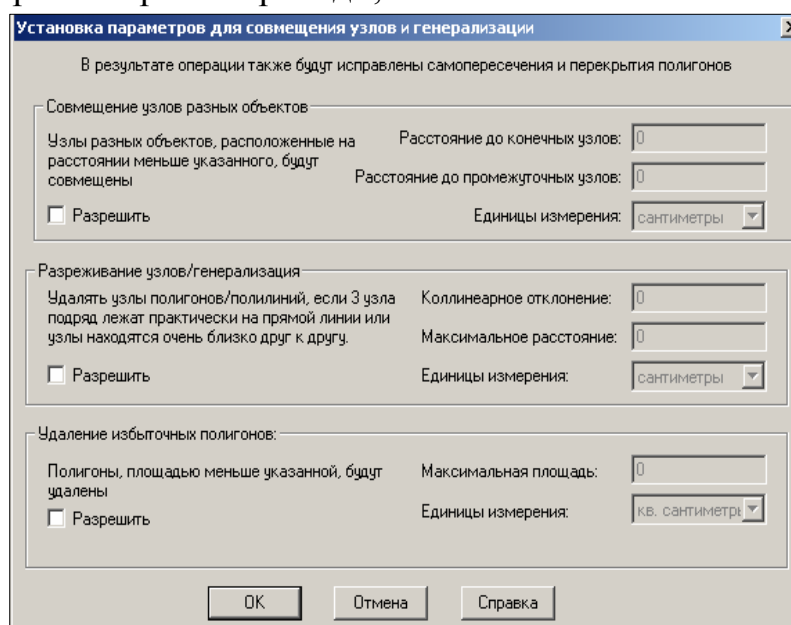 Установка параметров для совмещения узлов и генерализации
В результате операции также будут исправлены самопересечения и перекрытия полигонов
Совмещение узлов разных объектов
Узлы разных объектов, расположенные на
расстоянии меньше указанного, будут
совмещены
Расстояние до конечных узлов: 0
Расстояние до промежуточных узлов: 0
Разрешить
Единицы измерения: сантиметры
Разреживание узлов/генерализация
Удалять узлы полигонов/полилиний, если 3 узла
подряд лежат практически на прямой линии или
узлы находятся очень близко друг к другу.
Коллинеарное отклонение: 0
Максимальное расстояние: 0
Разрешить
Единицы измерения: сантиметры
Удаление избыточных полигонов:
Полигоны, площадью меньше указанной, будут
удалены
Максимальная площадь: 0
Разрешить
Единицы измерения: кв. сантиметры
ОК Отмена Справка